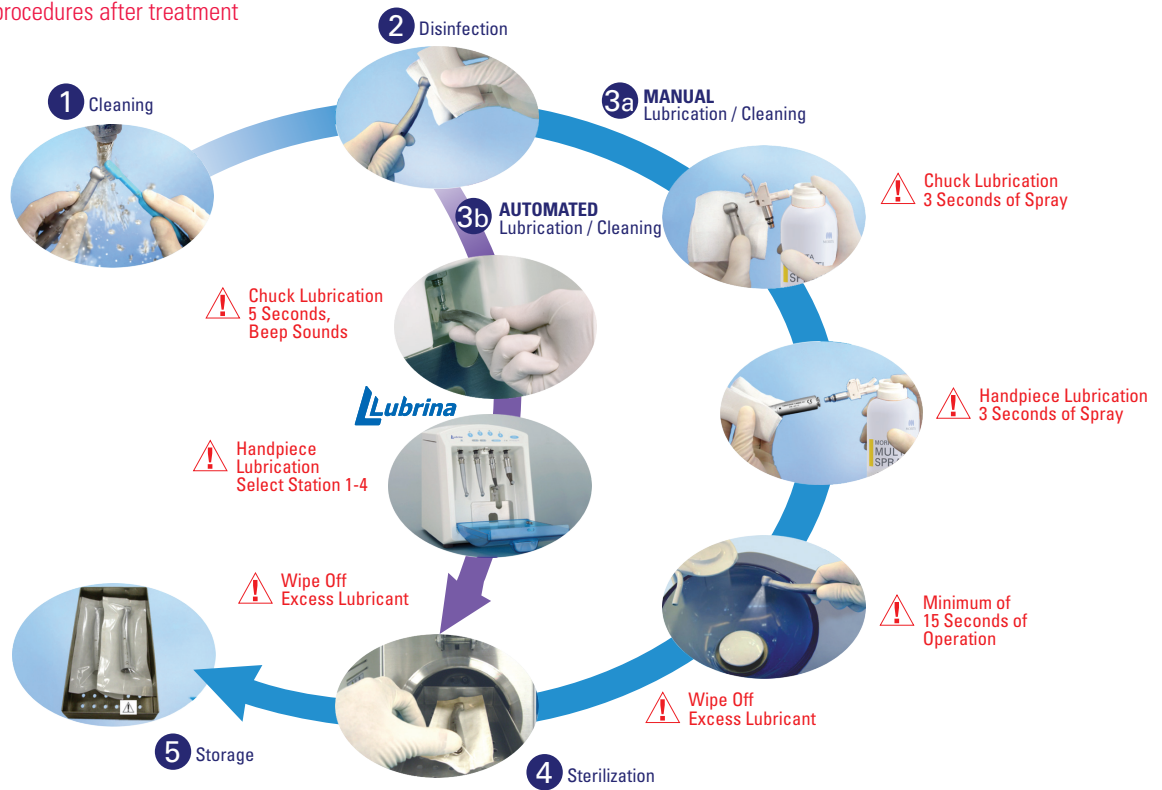 procedures after treatment
1 Cleaning
2 Disinfection
3a MANUAL
Lubrication / Cleaning
Chuck Lubrication
3 Seconds of Spray
Handpiece Lubrication
3 Seconds of Spray
MULTI
Minimum of
15 Seconds of
Operation
Wipe Off
Excess Lubricant
3b AUTOMATED
Lubrication / Cleaning
Chuck Lubrication
5 Seconds,
Beep Sounds
Lubrina
Handpiece
Lubrication
Select Station 1-4
Lubrina
Wipe Off
Excess Lubricant
4 Sterilization
5 Storage